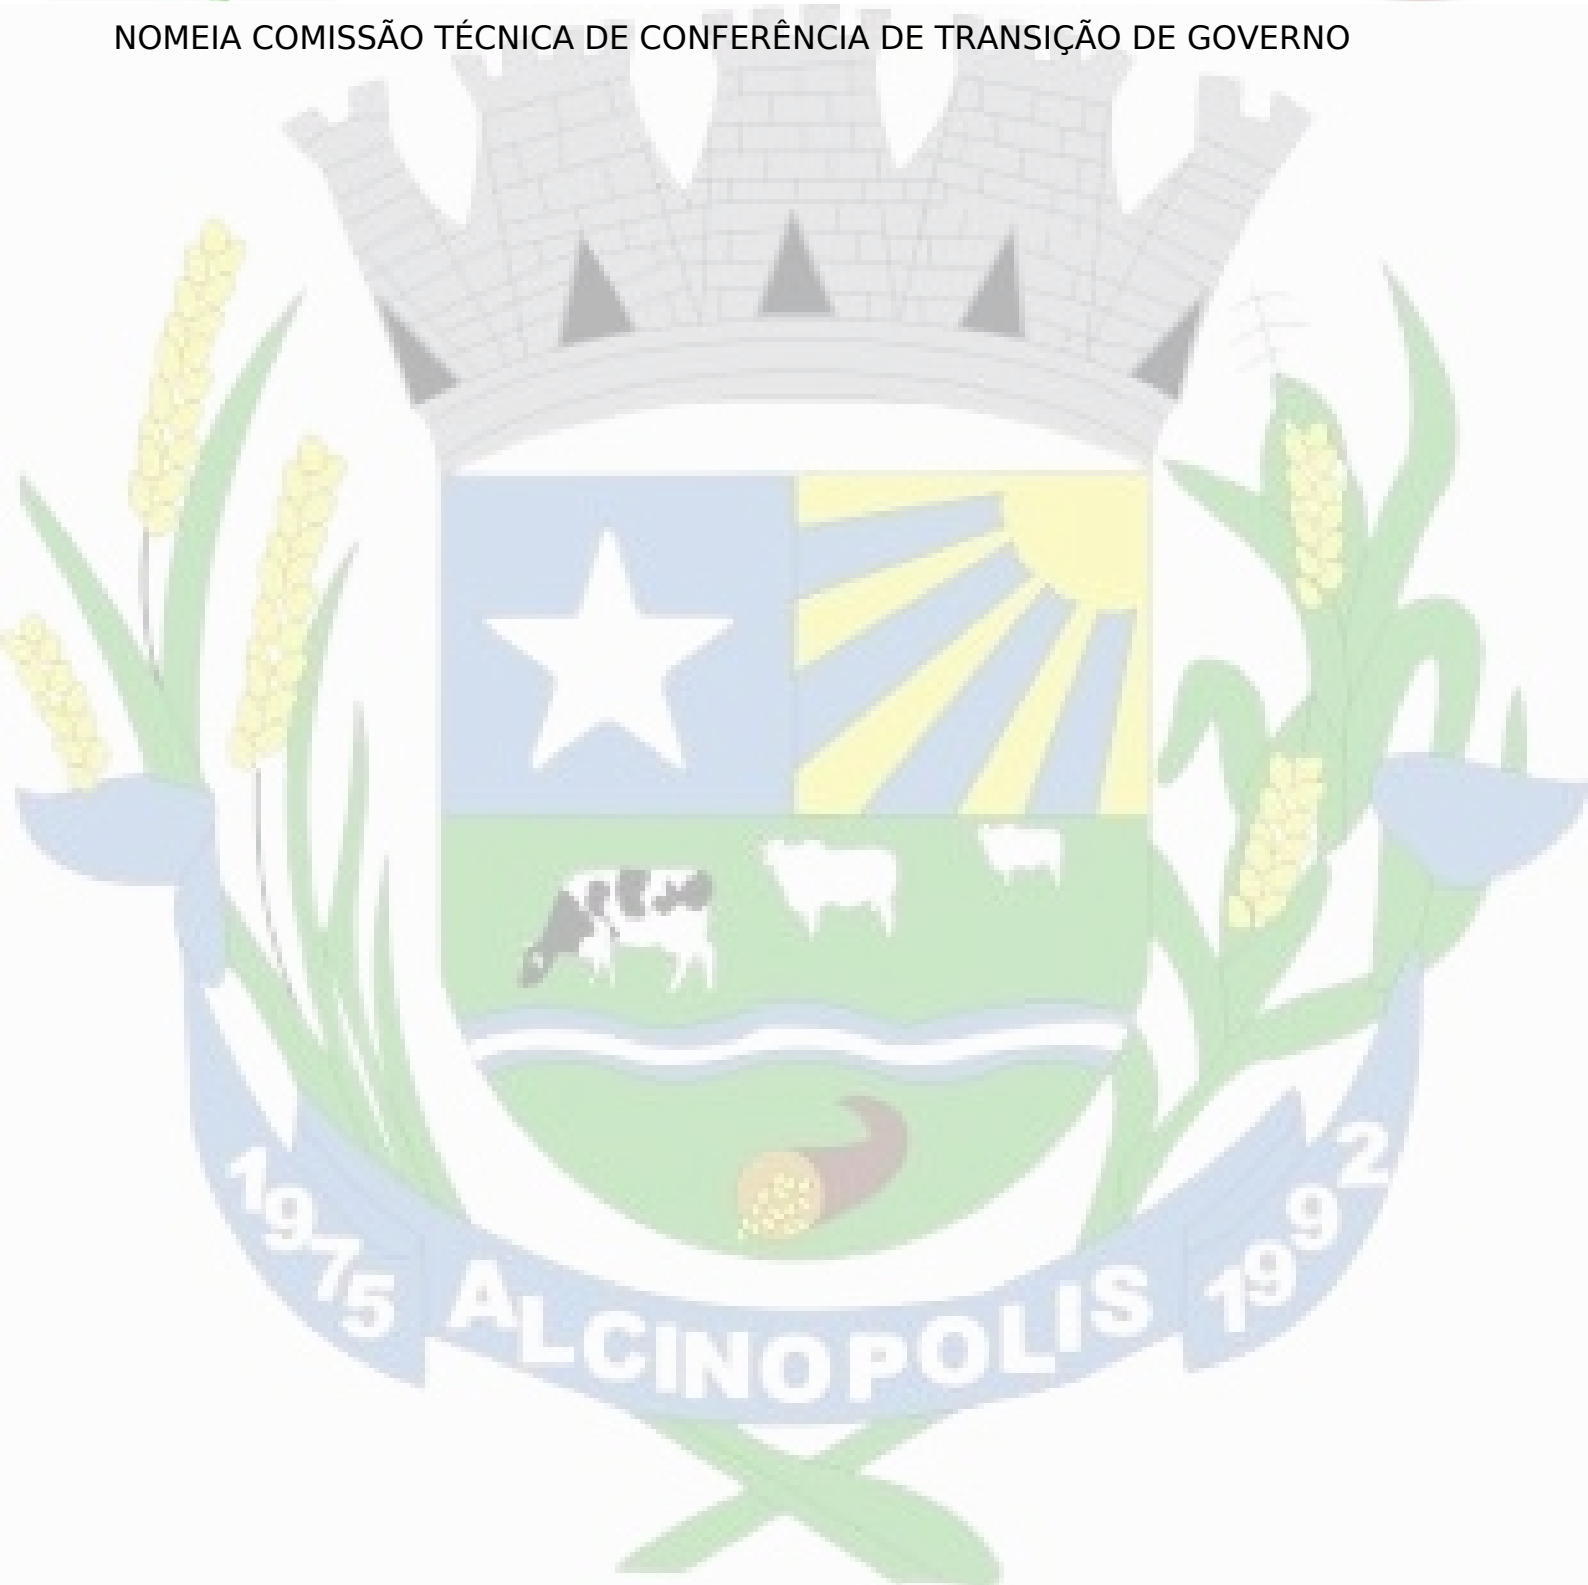 NOMEIA COMISSÃO TÉCNICA DE CONFERÊNCIA DE TRANSIÇÃO DE GOVERNO
1975 ALCINOPOLIS 1992